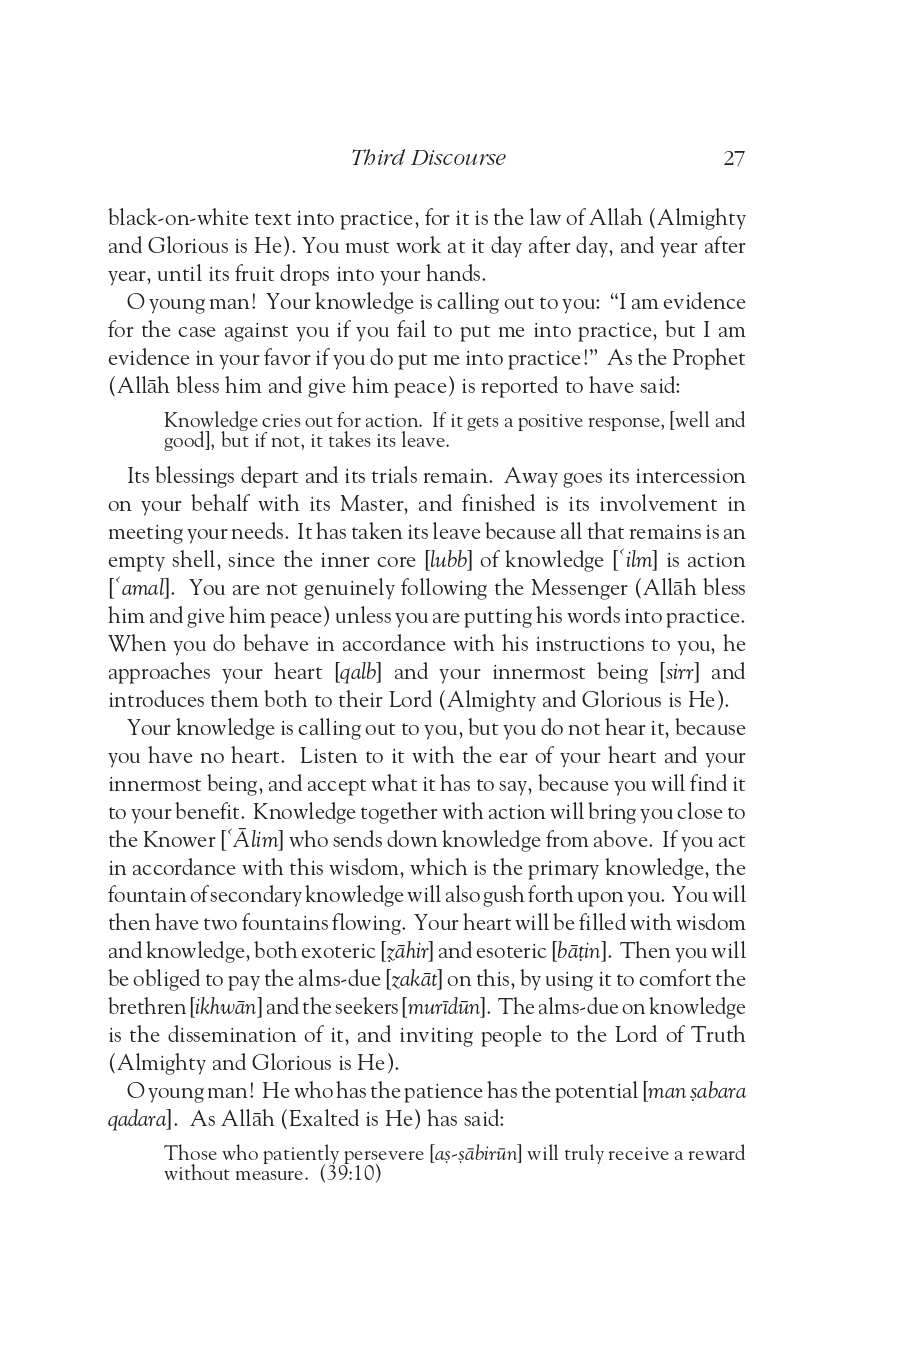 Third Discourse 27
black-on-white text into practice, for it is the law of Allah (Almighty
and Glorious is He). You must work at it day after day, and year after
year, until its fruit drops into your hands.
O young man! Your knowledge is calling out to you: “I am evidence
for the case against you if you fail to put me into practice, but I am
evidence in your favor if you do put me into practice!” As the Prophet
(Allāh bless him and give him peace) is reported to have said:
Knowledge cries out for action. If it gets a positive response, [well and
good], but if not, it takes its leave.
Its blessings depart and its trials remain. Away goes its intercession
on your behalf with its Master, and finished is its involvement in
meeting your needs. It has taken its leave because all that remains is an
empty shell, since the inner core [lubb] of knowledge [ʿilm] is action
[ʿamal]. You are not genuinely following the Messenger (Allāh bless
him and give him peace) unless you are putting his words into practice.
When you do behave in accordance with his instructions to you, he
approaches your heart [qalb] and your innermost being [sirr] and
introduces them both to their Lord (Almighty and Glorious is He).
Your knowledge is calling out to you, but you do not hear it, because
you have no heart. Listen to it with the ear of your heart and your
innermost being, and accept what it has to say, because you will find it
to your benefit. Knowledge together with action will bring you close to
the Knower [ʿĀlim] who sends down knowledge from above. If you act
in accordance with this wisdom, which is the primary knowledge, the
fountain of secondary knowledge will also gush forth upon you. You will
then have two fountains flowing. Your heart will be filled with wisdom
and knowledge, both exoteric [ẓāhir] and esoteric [bāṭin]. Then you will
be obliged to pay the alms-due [zakāt] on this, by using it to comfort the
brethren [ikhwān] and the seekers [murīdūn]. The alms-due on knowledge
is the dissemination of it, and inviting people to the Lord of Truth
(Almighty and Glorious is He).
O young man! He who has the patience has the potential [man ṣabara
qadara]. As Allāh (Exalted is He) has said:
Those who patiently persevere [aṣ-ṣābirūn] will truly receive a reward
without measure. (39:10)